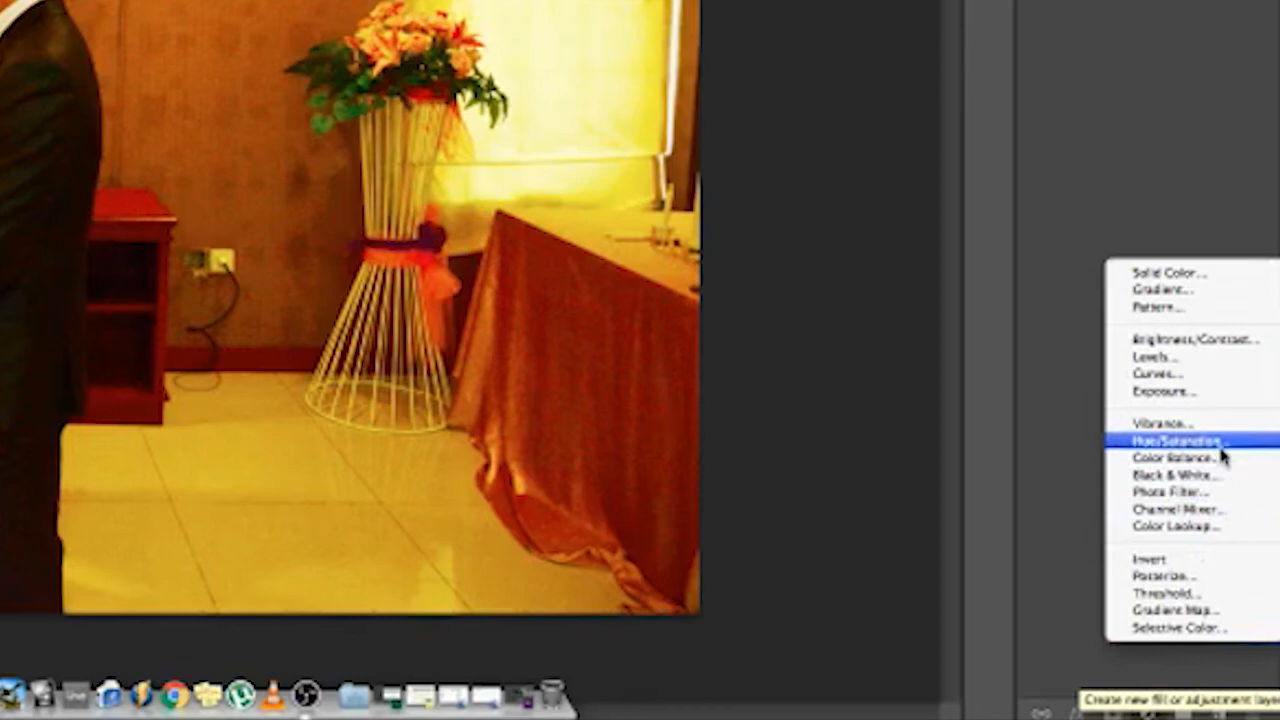 Solid Color...
Gradient...
Pattern...
Brightness/Contrast...
Levels...
Curves...
Exposure...
Vibrance...
Hue/Saturation...
Color Balance...
Black & White...
Photo Filter...
Channel Mixer...
Color Lookup...
Invert
Posterize...
Threshold...
Gradient Map...
Selective Color...
Create new fill or adjustment laye